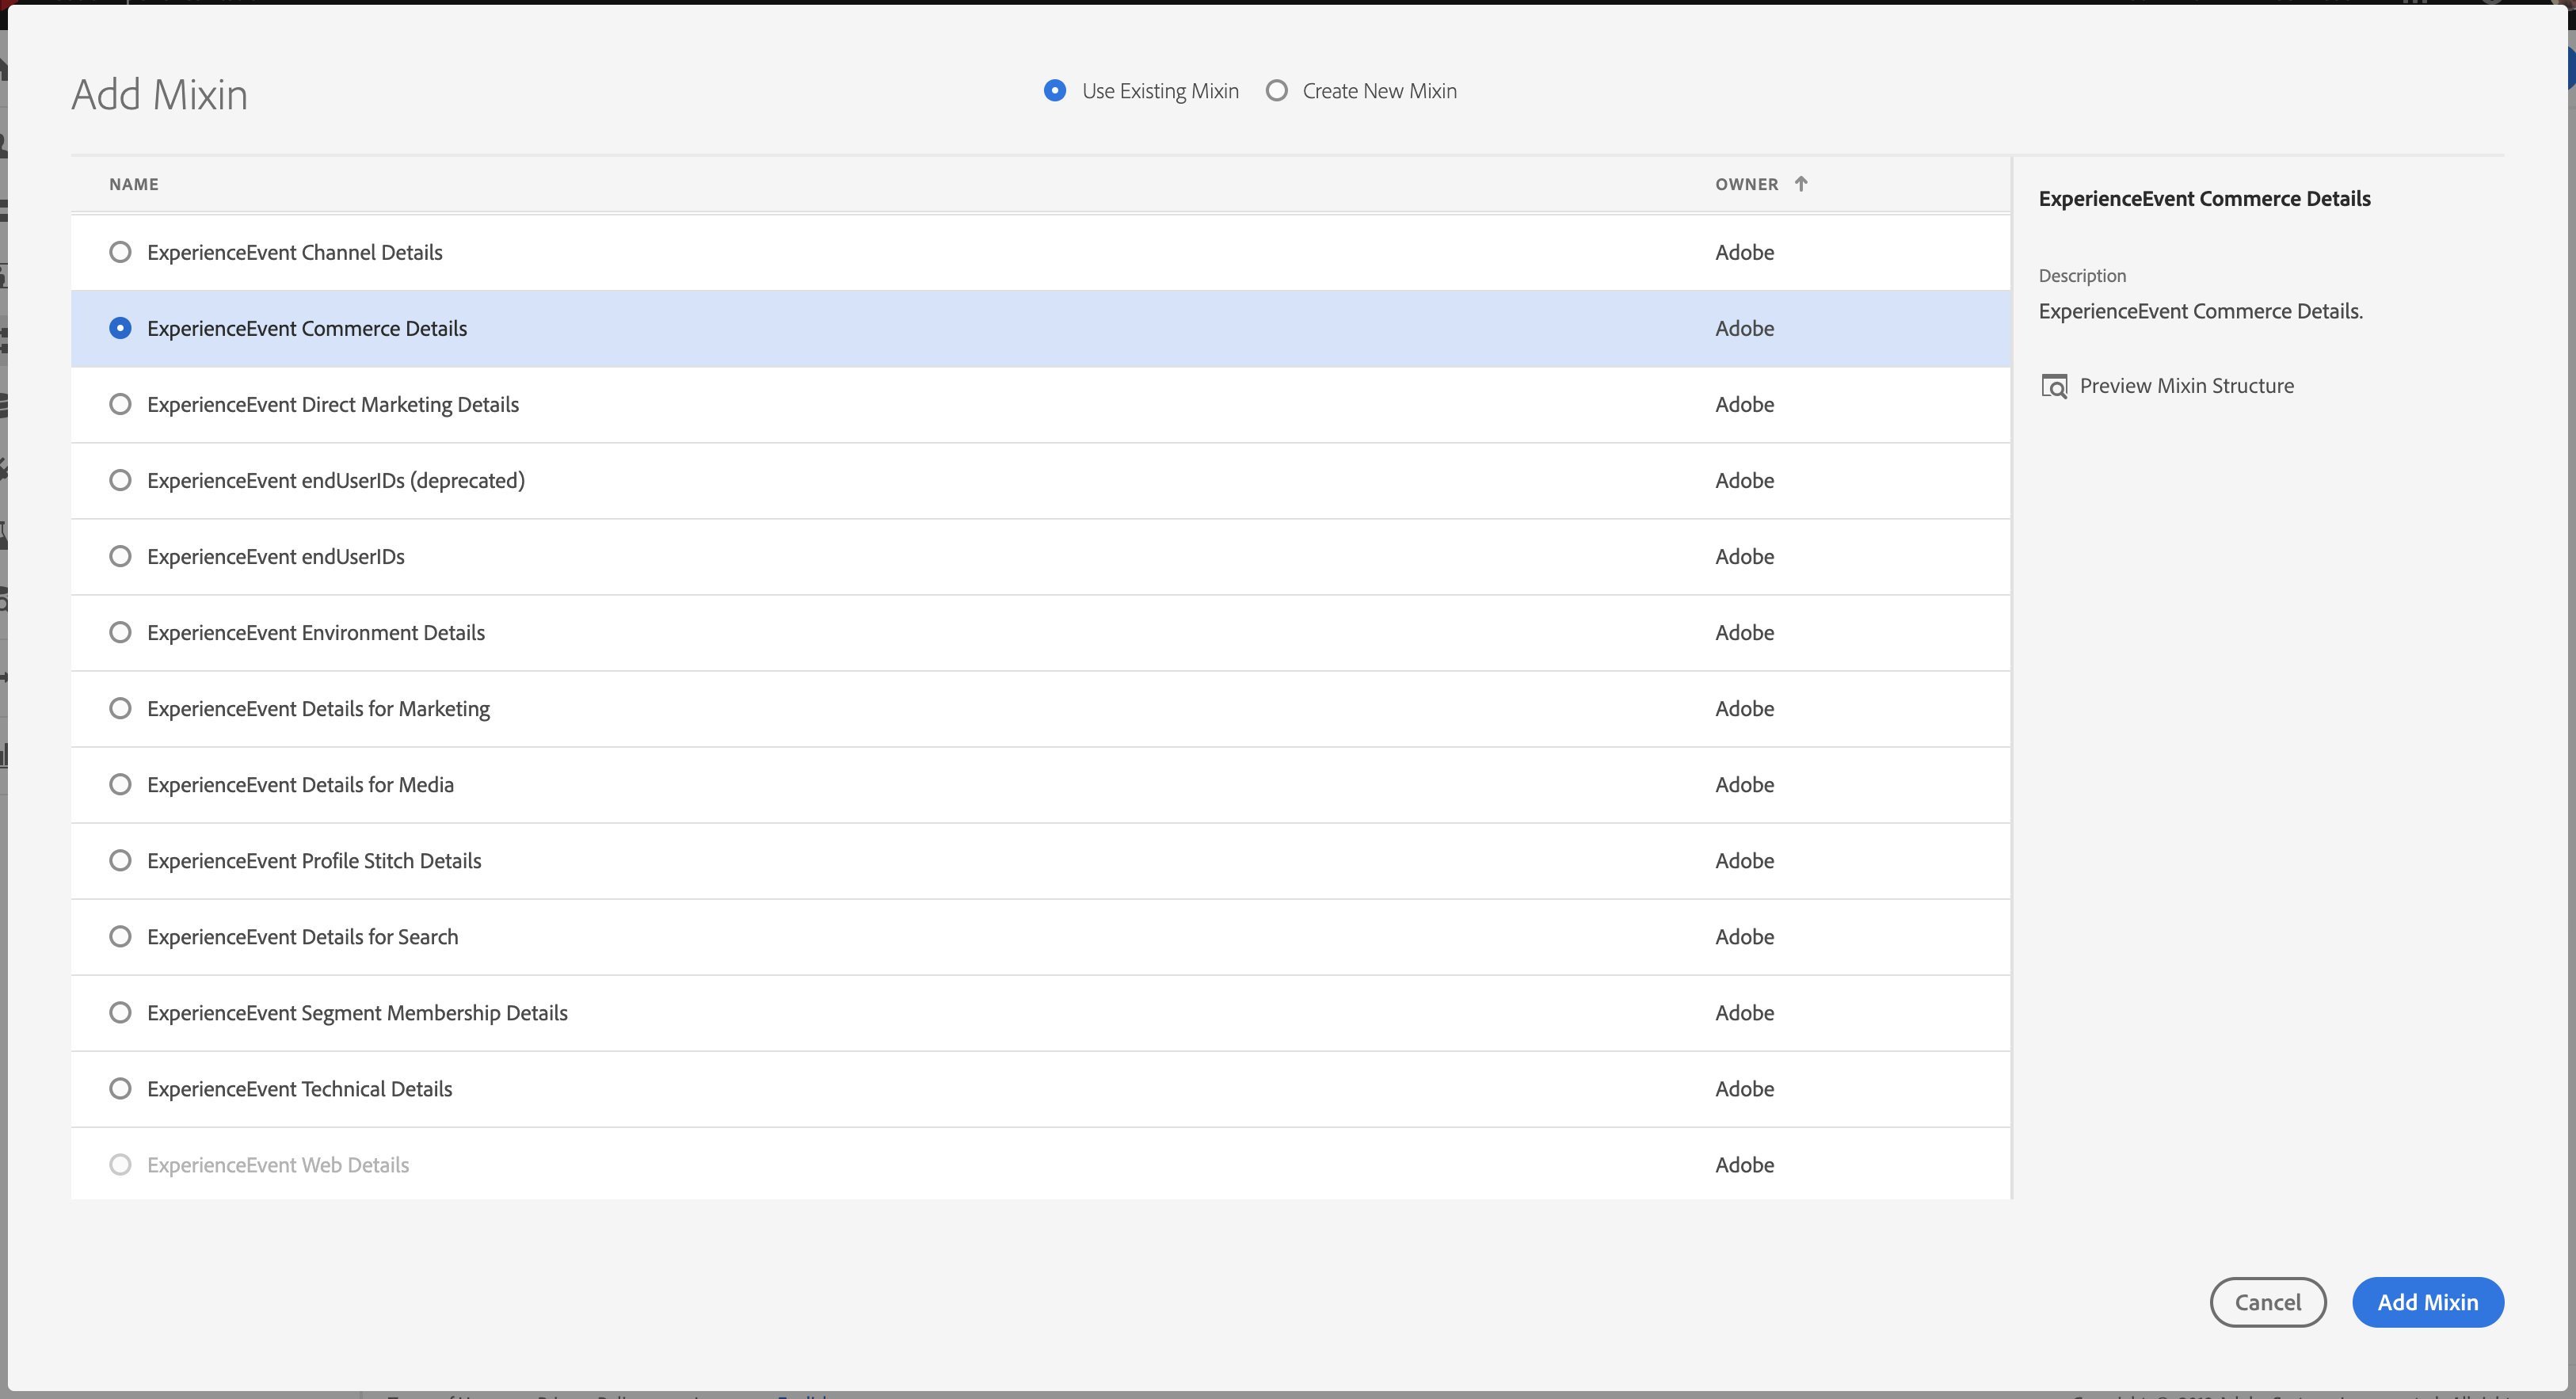 Add Mixin
Use Existing Mixin
Create New Mixin
NAME
OWNER
ExperienceEvent Channel Details
Adobe
ExperienceEvent Commerce Details
Adobe
ExperienceEvent Direct Marketing Details
Adobe
ExperienceEvent endUserIDs (deprecated)
Adobe
ExperienceEvent endUserIDs
Adobe
ExperienceEvent Environment Details
Adobe
ExperienceEvent Details for Marketing
Adobe
ExperienceEvent Details for Media
Adobe
ExperienceEvent Profile Stitch Details
Adobe
ExperienceEvent Details for Search
Adobe
ExperienceEvent Segment Membership Details
Adobe
ExperienceEvent Technical Details
Adobe
ExperienceEvent Web Details
Adobe
ExperienceEvent Commerce Details
Description
ExperienceEvent Commerce Details.
Preview Mixin Structure
Cancel
Add Mixin